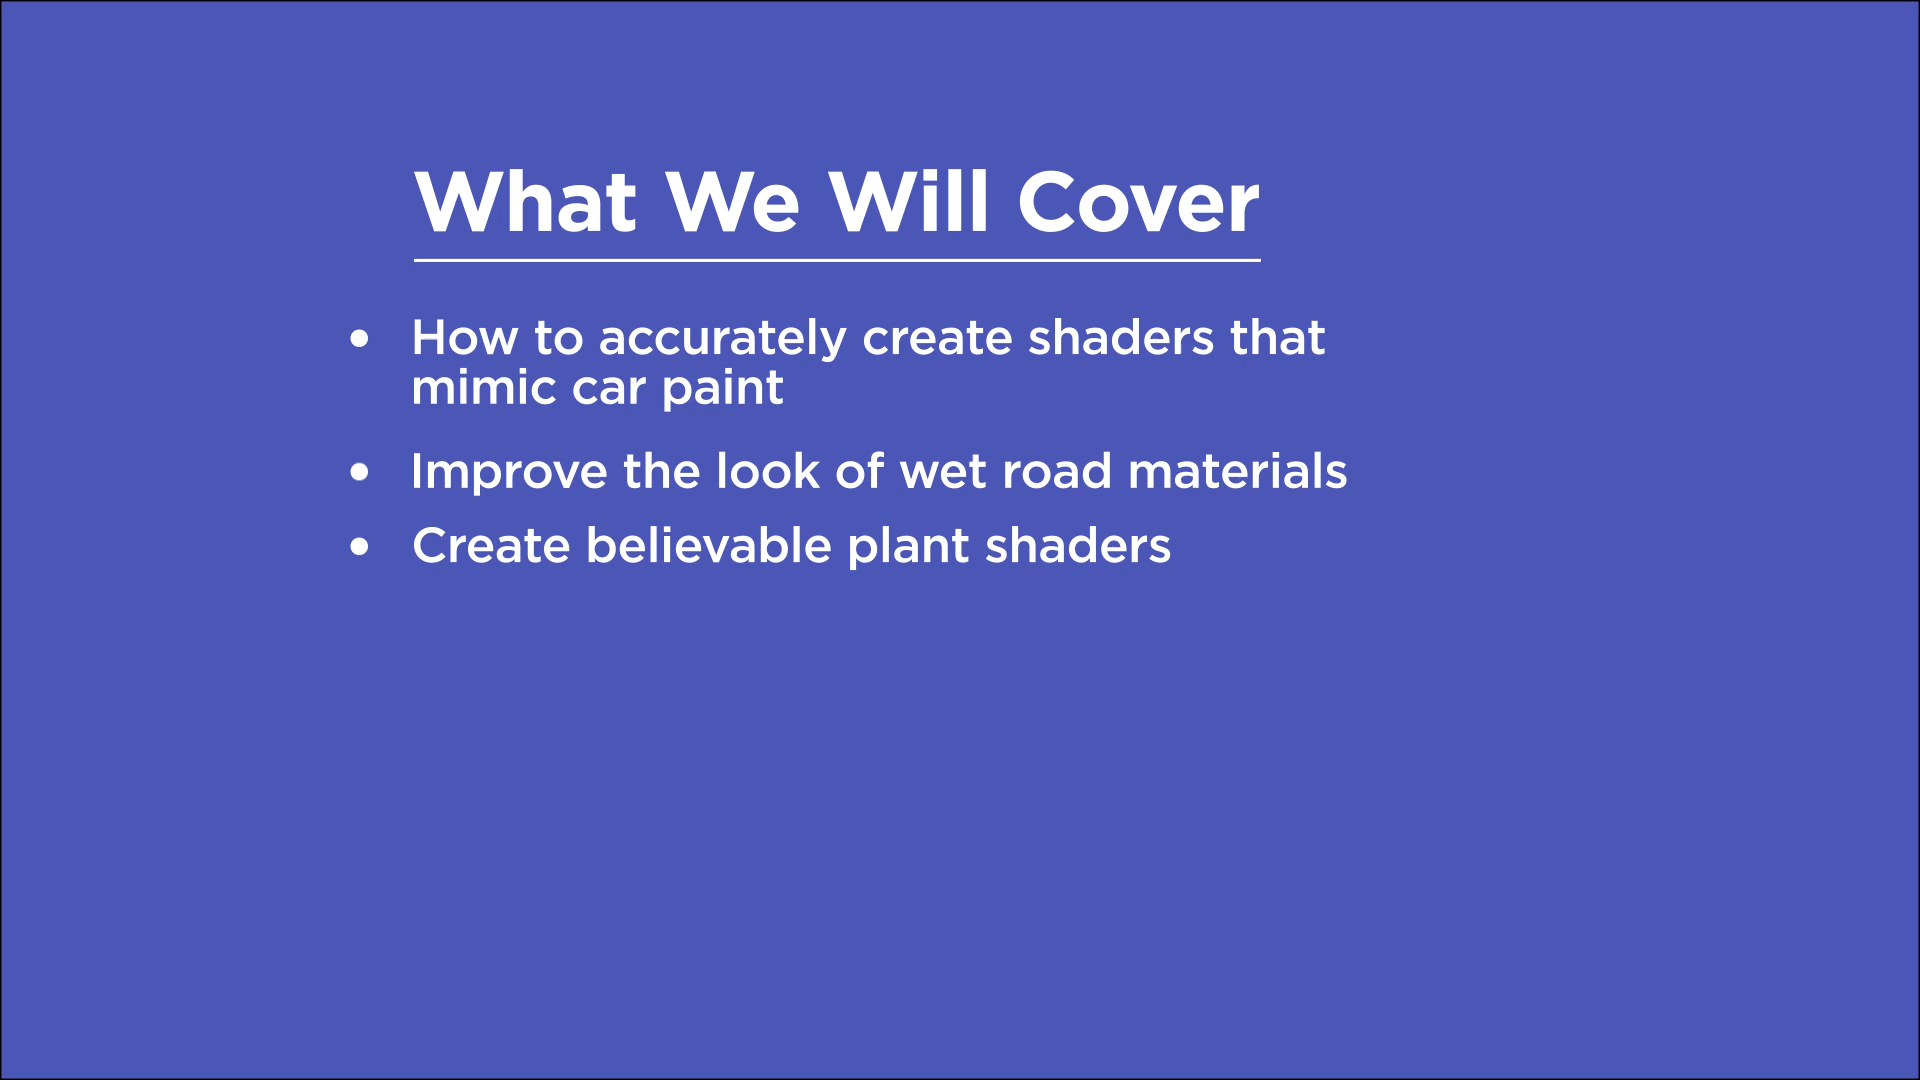 What We Will Cover
• How to accurately create shaders that
mimic car paint
• Improve the look of wet road materials
• Create believable plant shaders